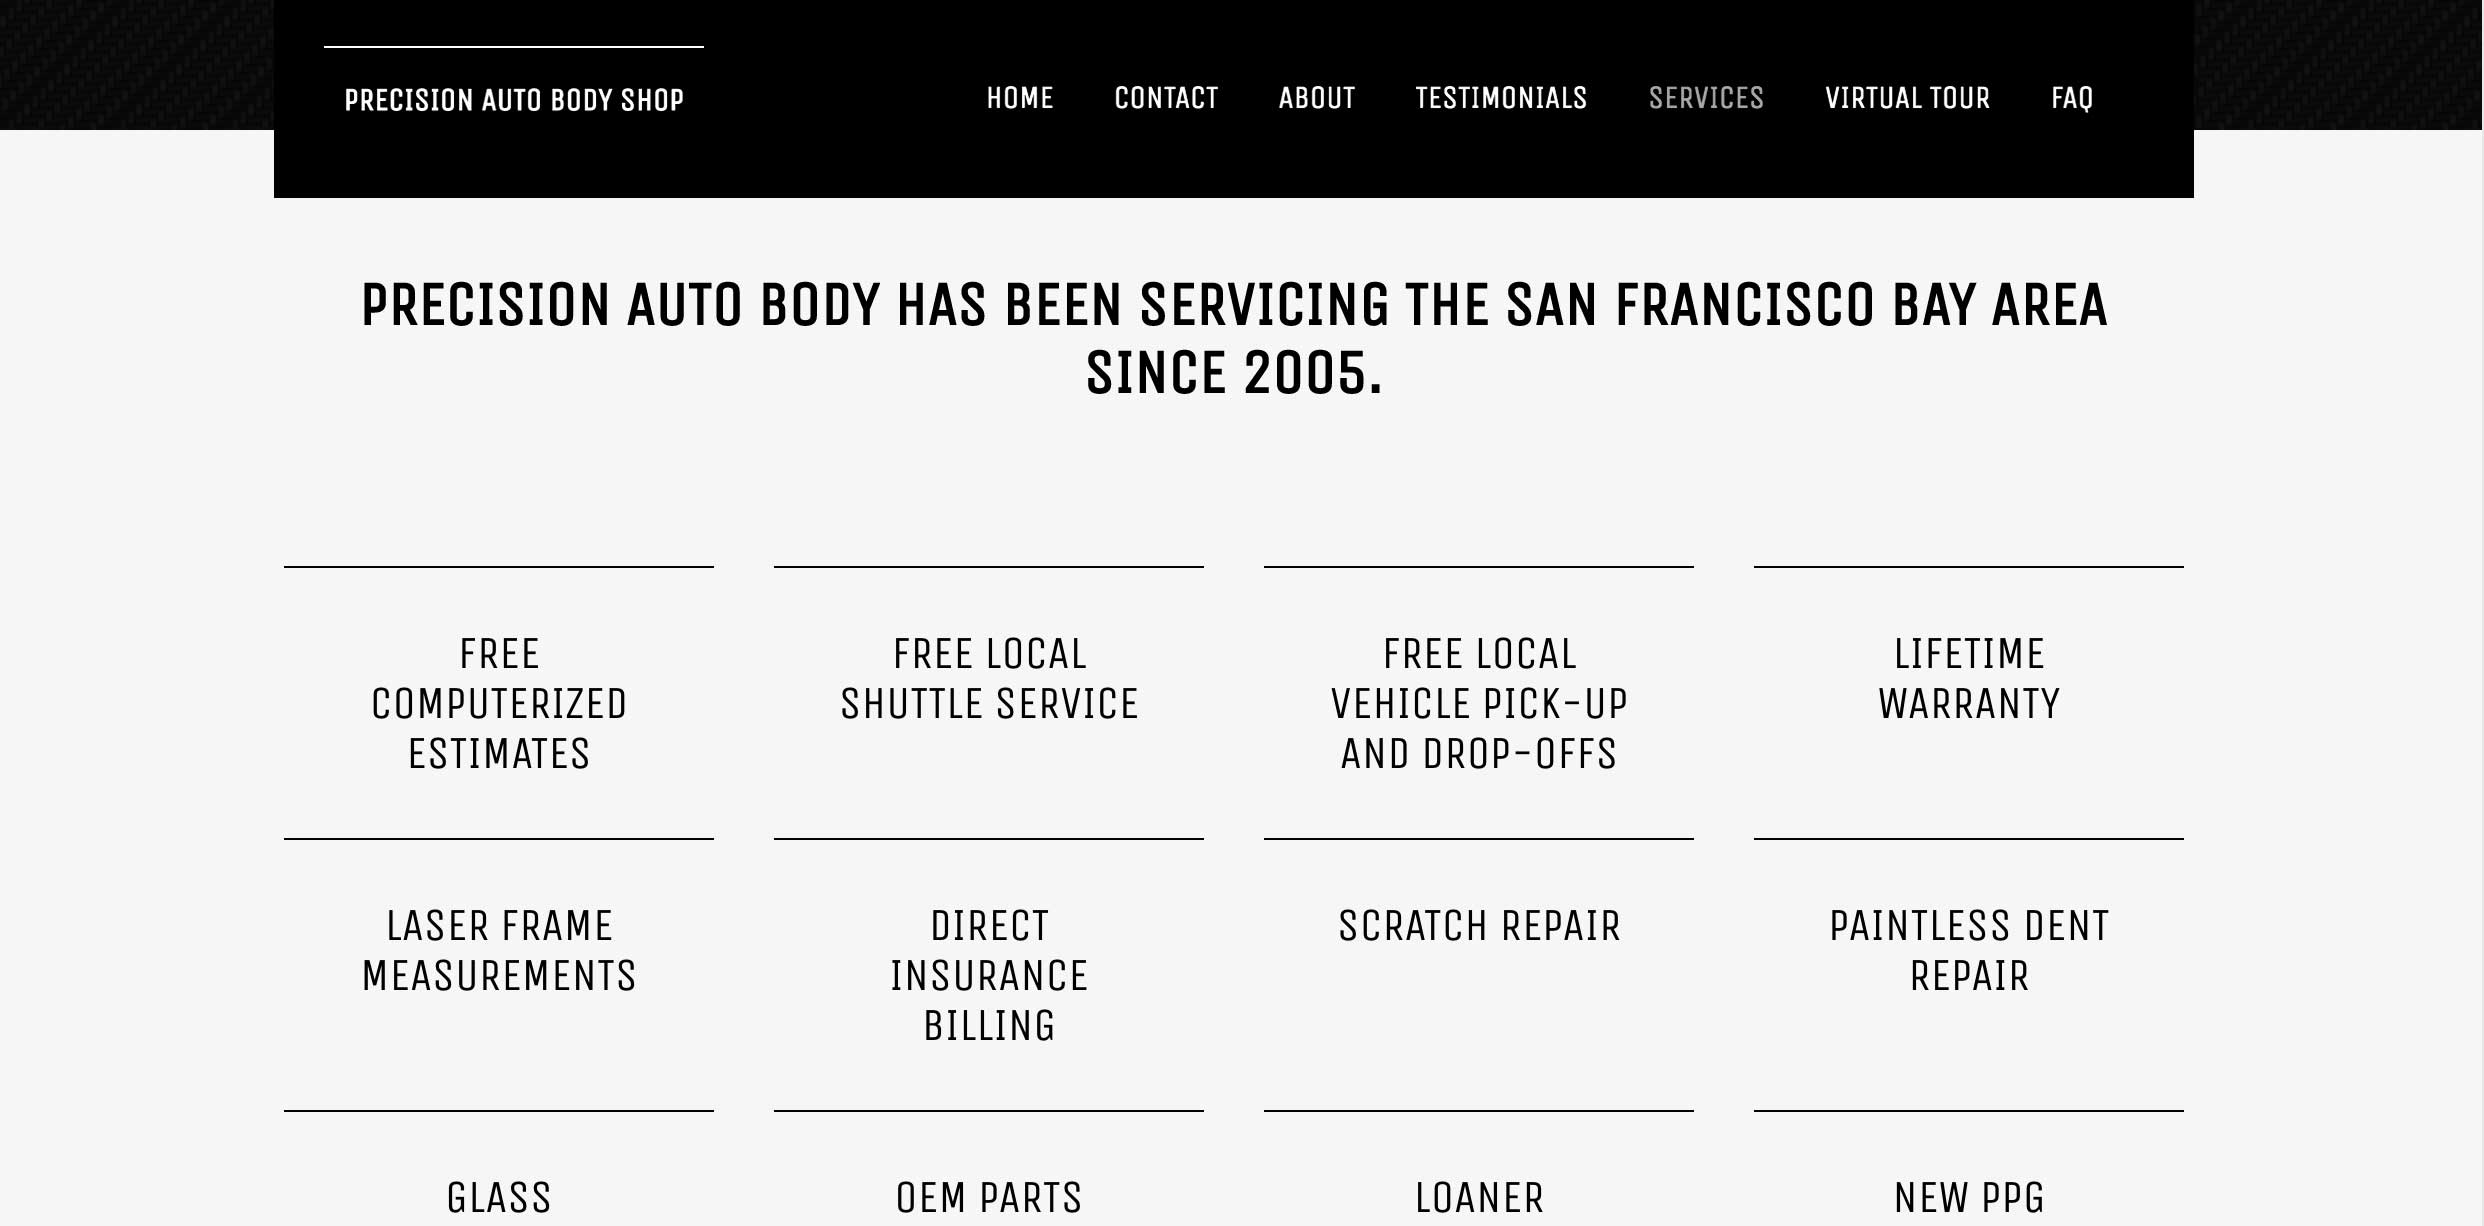 PRECISION AUTO BODY SHOP
HOME CONTACT ABOUT TESTIMONIALS SERVICES VIRTUAL TOUR FAQ
PRECISION AUTO BODY HAS BEEN SERVICING THE SAN FRANCISCO BAY AREA
SINCE 2005.
FREE
COMPUTERIZED
ESTIMATES
FREE LOCAL
SHUTTLE SERVICE
FREE LOCAL
VEHICLE PICK-UP
AND DROP-OFFS
LIFETIME
WARRANTY
LASER FRAME
MEASUREMENTS
DIRECT
INSURANCE
BILLING
SCRATCH REPAIR
PAINTLESS DENT
REPAIR
GLASS
OEM PARTS
LOANER
NEW PPG